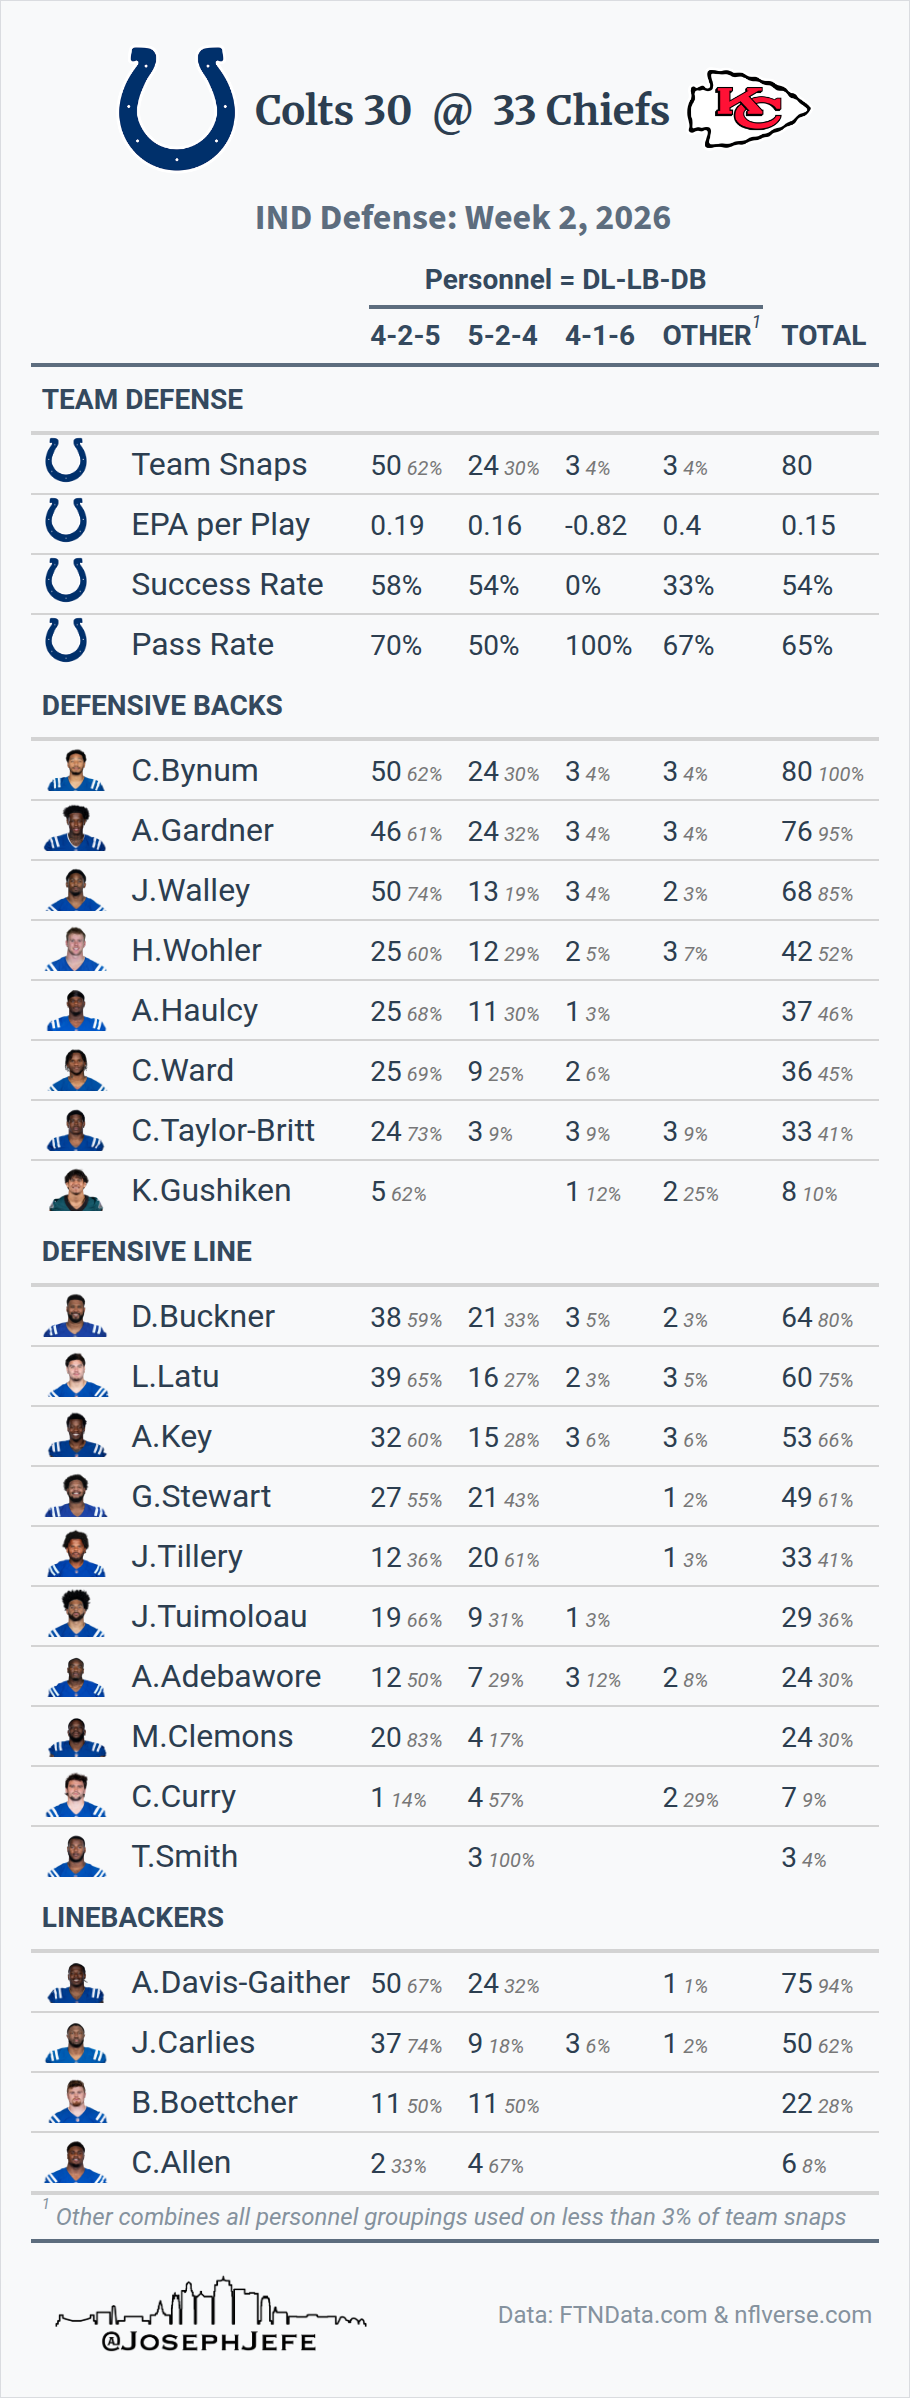 Colts 30 @ 33 Chiefs
KC
IND Defense: Week 2, 2026
Personnel = DL-LB-DB
4-2-5 5-2-4 4-1-6 OTHER¹ TOTAL
TEAM DEFENSE
Team Snaps 50 62% 24 30% 3 4% 3 4% 80
EPA per Play 0.19 0.16 -0.82 0.4 0.15
Success Rate 58% 54% 0% 33% 54%
Pass Rate 70% 50% 100% 67% 65%
DEFENSIVE BACKS
C.Bynum 50 62% 24 30% 3 4% 3 4% 80 100%
A.Gardner 46 61% 24 32% 3 4% 3 4% 76 95%
J.Walley 50 74% 13 19% 3 4% 2 3% 68 85%
H.Wohler 25 60% 12 29% 2 5% 3 7% 42 52%
A.Haulcy 25 68% 11 30% 1 3% 37 46%
C.Ward 25 69% 9 25% 2 6% 36 45%
C.Taylor-Britt 24 73% 3 9% 3 9% 3 9% 33 41%
K.Gushiken 5 62% 1 12% 2 25% 8 10%
DEFENSIVE LINE
D.Buckner 38 59% 21 33% 3 5% 2 3% 64 80%
L.Latu 39 65% 16 27% 2 3% 3 5% 60 75%
A.Key 32 60% 15 28% 3 6% 3 6% 53 66%
G.Stewart 27 55% 21 43% 1 2% 49 61%
J.Tillery 12 36% 20 61% 1 3% 33 41%
J.Tuimoloau 19 66% 9 31% 1 3% 29 36%
A.Adebawore 12 50% 7 29% 3 12% 2 8% 24 30%
M.Clemons 20 83% 4 17% 24 30%
C.Curry 1 14% 4 57% 2 29% 7 9%
T.Smith 3 100% 3 4%
LINEBACKERS
A.Davis-Gaither 50 67% 24 32% 1 1% 75 94%
J.Carlies 37 74% 9 18% 3 6% 1 2% 50 62%
B.Boettcher 11 50% 11 50% 22 28%
C.Allen 2 33% 4 67% 6 8%
¹ Other combines all personnel groupings used on less than 3% of team snaps
@JOSEPHJEFE
Data: FTNData.com & nflverse.com